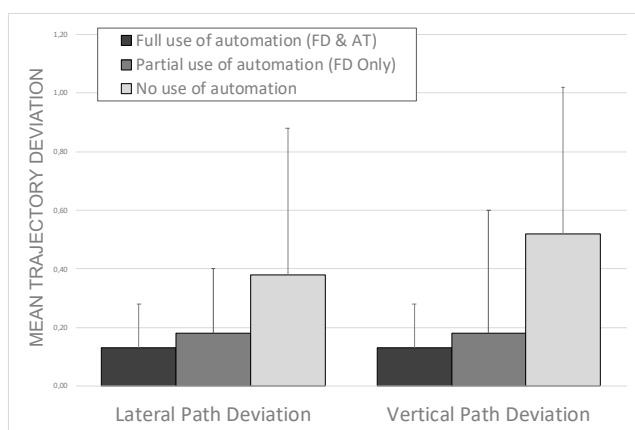 1,20
Full use of automation (FD & AT)
Partial use of automation (FD Only)
No use of automation
1,00
0,80
0,60
0,40
0,20
0,00
MEAN TRAJECTORY DEVIATION
Lateral Path Deviation
Vertical Path Deviation